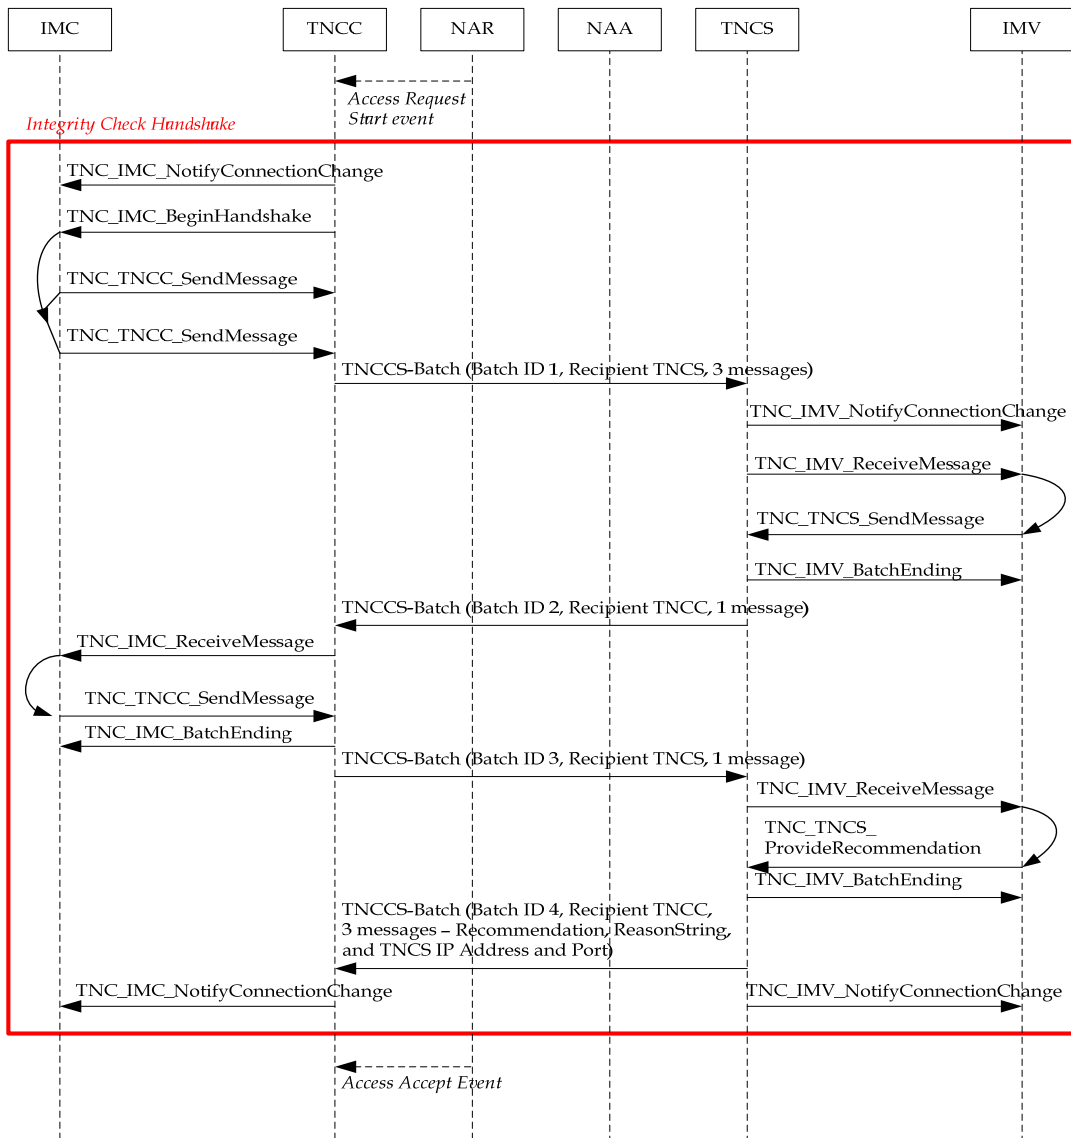 IMC TNCC NAR NAA TNCS IMV
Access Request
Start event
Integrity Check Handshake
TNC_IMC_NotifyConnectionChange
TNC_IMC_BeginHandshake
TNC_TNCC_SendMessage
TNC_TNCC_SendMessage
TNCCS-Batch (Batch ID 1, Recipient TNCS, 3 messages)
TNC_IMV_NotifyConnectionChange
TNC_IMV_ReceiveMessage
TNC_TNCS_SendMessage
TNC_IMV_BatchEnding
TNCCS-Batch (Batch ID 2, Recipient TNCC, 1 message)
TNC_IMC_ReceiveMessage
TNC_TNCC_SendMessage
TNC_IMC_BatchEnding
TNCCS-Batch (Batch ID 3, Recipient TNCS, 1 message)
TNC_IMV_ReceiveMessage
TNC_TNCS_
ProvideRecommendation
TNC_IMV_BatchEnding
TNCCS-Batch (Batch ID 4, Recipient TNCC,
3 messages – Recommendation, ReasonString,
and TNCS IP Address and Port)
TNC_IMC_NotifyConnectionChange
TNC_IMV_NotifyConnectionChange
Access Accept Event